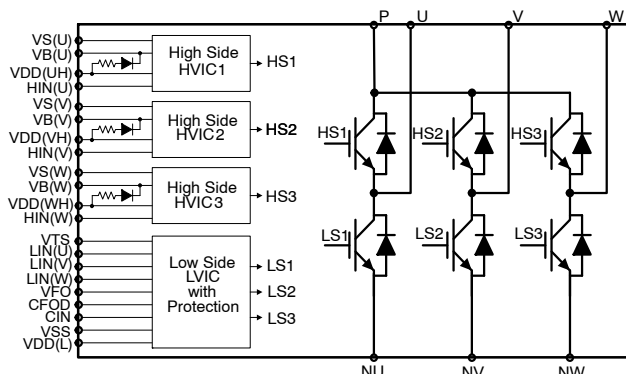 P U V W
VS(U)
VB(U)
VDD(UH)
HIN(U)
High Side
HVIC1
HS1
VS(V)
VB(V)
VDD(VH)
HIN(V)
High Side
HVIC2
HS2
VS(W)
VB(W)
VDD(WH)
HIN(W)
High Side
HVIC3
HS3
VTS
LIN(U)
LIN(V)
LIN(W)
VFO
CFOD
CIN
VSS
VDD(L)
Low Side
LVIC
with
Protection
LS1
LS2
LS3
HS1 HS2 HS3
LS1 LS2 LS3
NU NV NW